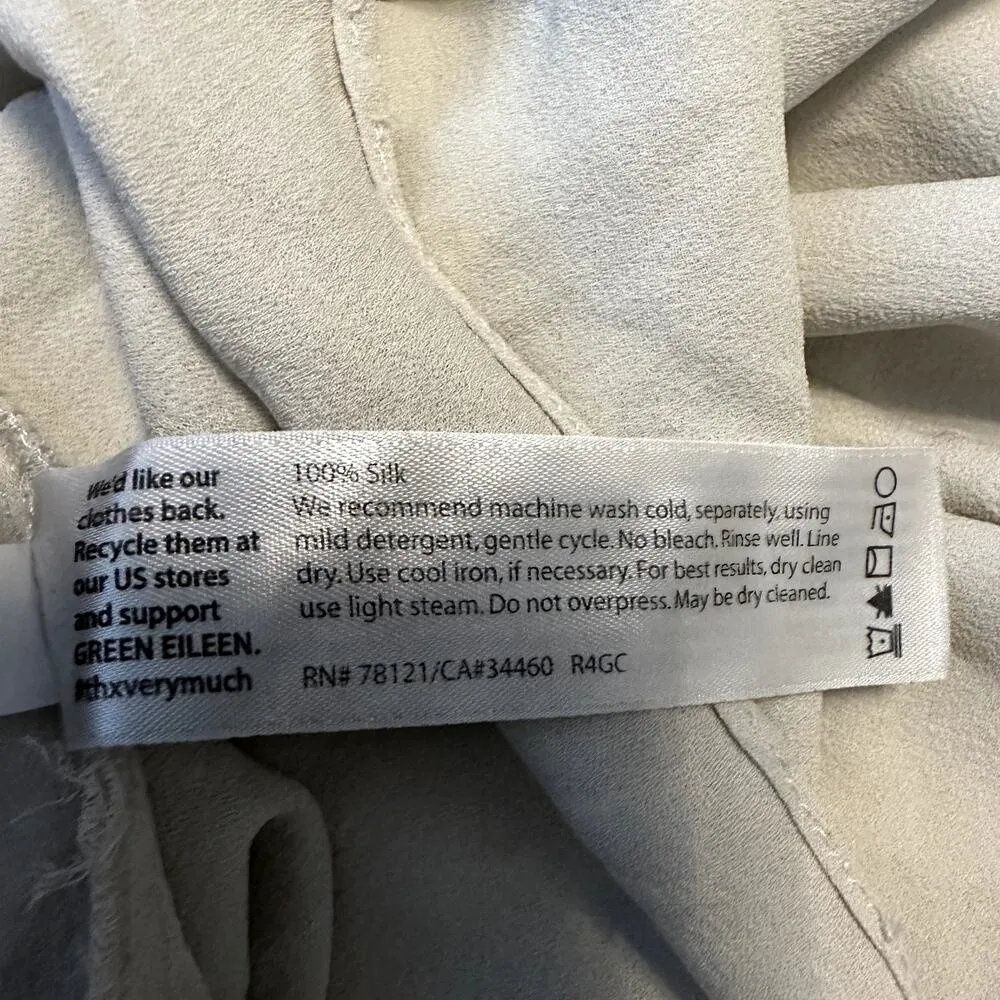 We'd like our
clothes back.
Recycle them at
our US stores
and support
GREEN EILEEN.
#thxverymuch
100% Silk
We recommend machine wash cold, separately, using
mild detergent, gentle cycle. No bleach. Rinse well. Line
dry. Use cool iron, if necessary. For best results, dry clean
use light steam. Do not overpress. May be dry cleaned.
RN# 78121/CA#34460 R4GC